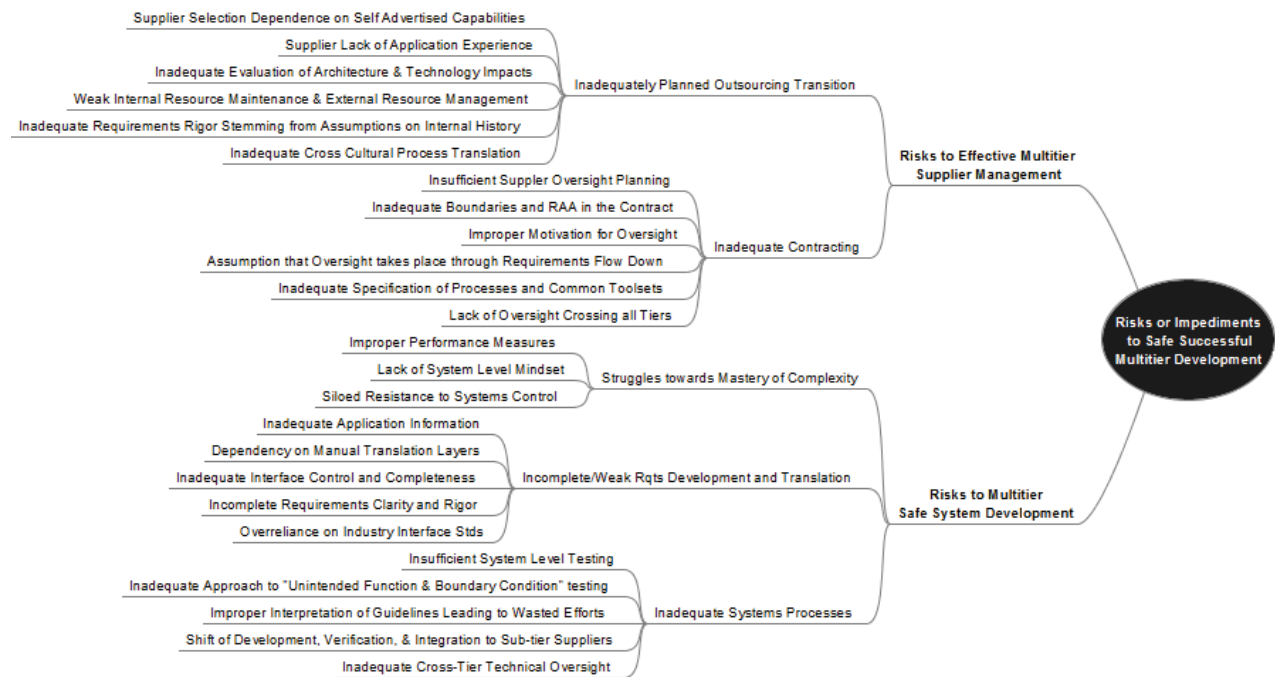 Supplier Selection Dependence on Self Advertised Capabilities
Supplier Lack of Application Experience
Inadequate Evaluation of Architecture & Technology Impacts
Weak Internal Resource Maintenance & External Resource Management
Inadequate Requirements Rigor Stemming from Assumptions on Internal History
Inadequate Cross Cultural Process Translation
Inadequately Planned Outsourcing Transition
Insufficient Suppler Oversight Planning
Inadequate Boundaries and RAA in the Contract
Improper Motivation for Oversight
Assumption that Oversight takes place through Requirements Flow Down
Inadequate Specification of Processes and Common Toolsets
Lack of Oversight Crossing all Tiers
Inadequate Contracting
Risks to Effective Multitier
Supplier Management
Improper Performance Measures
Lack of System Level Mindset
Siloed Resistance to Systems Control
Struggles towards Mastery of Complexity
Inadequate Application Information
Dependency on Manual Translation Layers
Inadequate Interface Control and Completeness
Incomplete Requirements Clarity and Rigor
Overreliance on Industry Interface Stds
Incomplete/Weak Rqts Development and Translation
Insufficient System Level Testing
Inadequate Approach to "Unintended Function & Boundary Condition" testing
Improper Interpretation of Guidelines Leading to Wasted Efforts
Shift of Development, Verification, & Integration to Sub-tier Suppliers
Inadequate Cross-Tier Technical Oversight
Inadequate Systems Processes
Risks to Multitier
Safe System Development
Risks or Impediments
to Safe Successful
Multitier Development